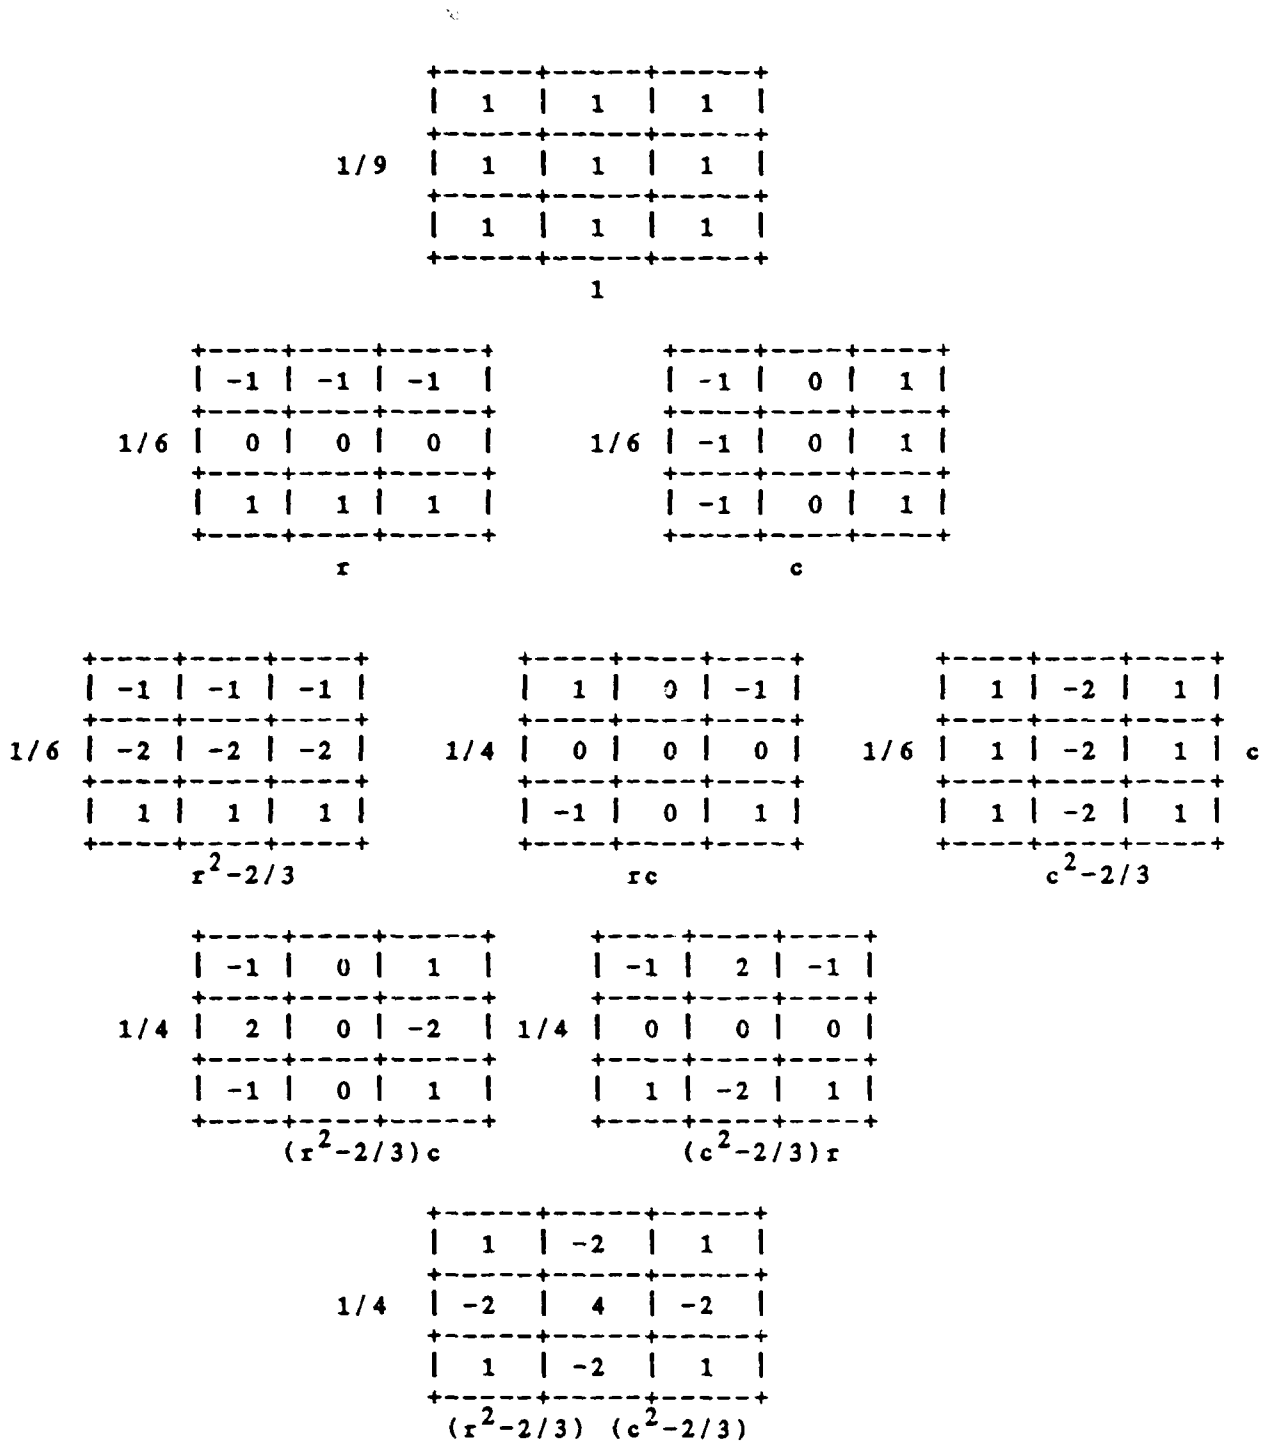 +-----+-----+-----+
| 1 | 1 | 1 |
+-----+-----+-----+
1/9 | 1 | 1 | 1 |
+-----+-----+-----+
| 1 | 1 | 1 |
+-----+-----+-----+
1
+----+----+-----+ +----+----+----+
| -1 | -1 | -1 | | -1 | 0 | 1 |
+----+----+-----+ +----+----+----+
1/6 | 0 | 0 | 0 | 1/6 | -1 | 0 | 1 |
+----+----+-----+ +----+----+----+
| 1 | 1 | 1 | | -1 | 0 | 1 |
+----+----+-----+ +----+----+----+
r c
+----+----+----+ +----+----+----+ +----+----+----+
| -1 | -1 | -1 | | 1 | 0 | -1 | | 1 | -2 | 1 |
+----+----+----+ +----+----+----+ +----+----+----+
1/6 | -2 | -2 | -2 | 1/4 | 0 | 0 | 0 | 1/6 | 1 | -2 | 1 | c
+----+----+----+ +----+----+----+ +----+----+----+
| 1 | 1 | 1 | | -1 | 0 | 1 | | 1 | -2 | 1 |
+----+----+----+ +----+----+----+ +----+----+----+
r²-2/3 rc c²-2/3
+----+----+-----+ +----+----+----+
| -1 | 0 | 1 | | -1 | 2 | -1 |
+----+----+-----+ +----+----+----+
1/4 | 2 | 0 | -2 | 1/4 | 0 | 0 | 0 |
+----+----+-----+ +----+----+----+
| -1 | 0 | 1 | | 1 | -2 | 1 |
+----+----+-----+ +----+----+----+
(r²-2/3)c (c²-2/3)r
+-----+-----+-----+
| 1 | -2 | 1 |
+-----+-----+-----+
1/4 | -2 | 4 | -2 |
+-----+-----+-----+
| 1 | -2 | 1 |
+-----+-----+-----+
(r²-2/3) (c²-2/3)